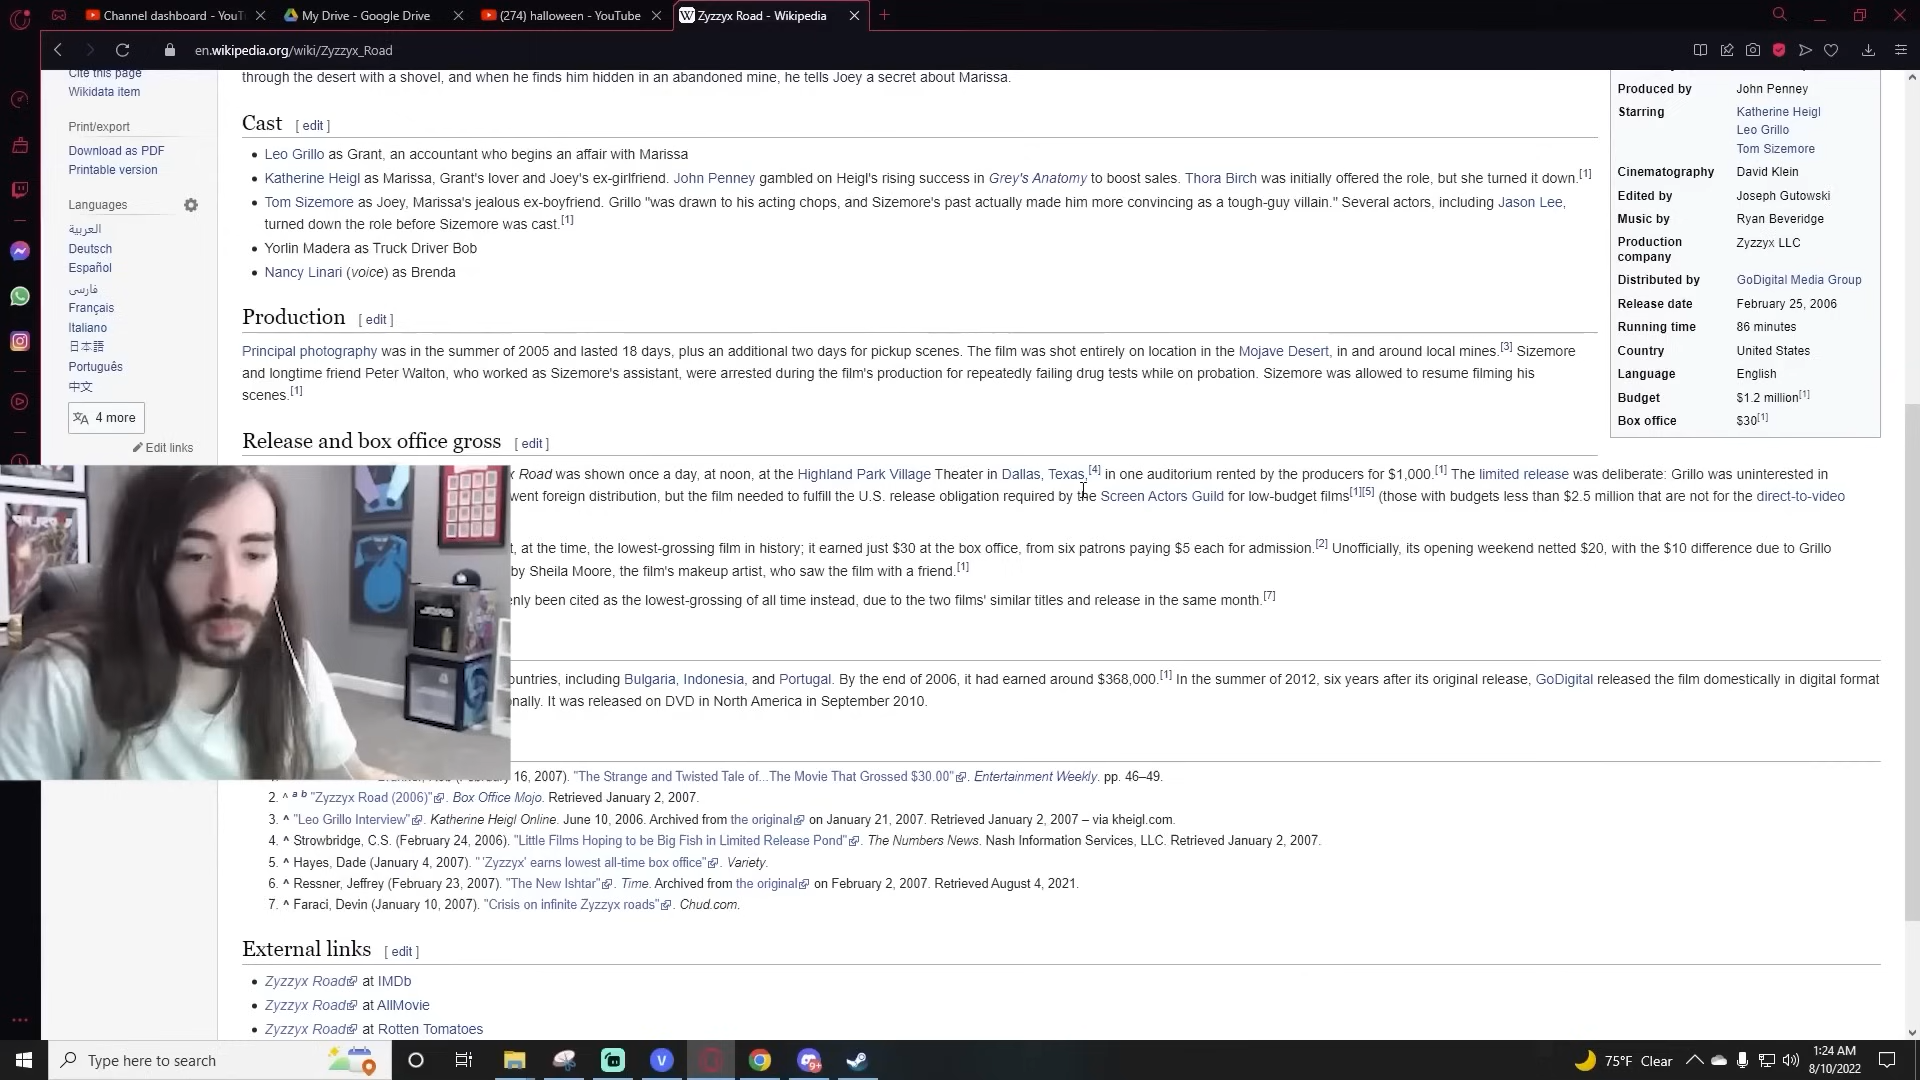 Channel dashboard - YouT
My Drive - Google Drive
(274) halloween - YouTube
W Zyzzyx Road - Wikipedia
en.wikipedia.org/wiki/Zyzzyx_Road
Cite this page
Wikidata item
Print/export
Download as PDF
Printable version
Languages
العربية
Deutsch
Español
فارسی
Français
Italiano
日本語
Português
中文
4 more
Edit links
through the desert with a shovel, and when he finds him hidden in an abandoned mine, he tells Joey a secret about Marissa.
Cast [ edit ]
• Leo Grillo as Grant, an accountant who begins an affair with Marissa
• Katherine Heigl as Marissa, Grant's lover and Joey's ex-girlfriend. John Penney gambled on Heigl's rising success in Grey's Anatomy to boost sales. Thora Birch was initially offered the role, but she turned it down.[1]
• Tom Sizemore as Joey, Marissa's jealous ex-boyfriend. Grillo "was drawn to his acting chops, and Sizemore's past actually made him more convincing as a tough-guy villain." Several actors, including Jason Lee,
turned down the role before Sizemore was cast.[1]
• Yorlin Madera as Truck Driver Bob
• Nancy Linari (voice) as Brenda
Production [ edit ]
Principal photography was in the summer of 2005 and lasted 18 days, plus an additional two days for pickup scenes. The film was shot entirely on location in the Mojave Desert, in and around local mines.[3] Sizemore
and longtime friend Peter Walton, who worked as Sizemore's assistant, were arrested during the film's production for repeatedly failing drug tests while on probation. Sizemore was allowed to resume filming his
scenes.[1]
Produced by John Penney
Starring Katherine Heigl
Leo Grillo
Tom Sizemore
Cinematography David Klein
Edited by Joseph Gutowski
Music by Ryan Beveridge
Production Zyzzyx LLC
company
Distributed by GoDigital Media Group
Release date February 25, 2006
Running time 86 minutes
Country United States
Language English
Budget $1.2 million[1]
Box office $30[1]
Release and box office gross [ edit ]
x Road was shown once a day, at noon, at the Highland Park Village Theater in Dallas, Texas,[4] in one auditorium rented by the producers for $1,000.[1] The limited release was deliberate: Grillo was uninterested in
went foreign distribution, but the film needed to fulfill the U.S. release obligation required by the Screen Actors Guild for low-budget films[1][5] (those with budgets less than $2.5 million that are not for the direct-to-video
t, at the time, the lowest-grossing film in history; it earned just $30 at the box office, from six patrons paying $5 each for admission.[2] Unofficially, its opening weekend netted $20, with the $10 difference due to Grillo
by Sheila Moore, the film's makeup artist, who saw the film with a friend.[1]
enly been cited as the lowest-grossing of all time instead, due to the two films' similar titles and release in the same month.[7]
ountries, including Bulgaria, Indonesia, and Portugal. By the end of 2006, it had earned around $368,000.[1] In the summer of 2012, six years after its original release, GoDigital released the film domestically in digital format
nally. It was released on DVD in North America in September 2010.
16, 2007). "The Strange and Twisted Tale of...The Movie That Grossed $30.00". Entertainment Weekly. pp. 46–49.
2. ^ a b "Zyzzyx Road (2006)". Box Office Mojo. Retrieved January 2, 2007.
3. ^ "Leo Grillo Interview". Katherine Heigl Online. June 10, 2006. Archived from the original on January 21, 2007. Retrieved January 2, 2007 – via kheigl.com.
4. ^ Strowbridge, C.S. (February 24, 2006). "Little Films Hoping to be Big Fish in Limited Release Pond". The Numbers News. Nash Information Services, LLC. Retrieved January 2, 2007.
5. ^ Hayes, Dade (January 4, 2007). "'Zyzzyx' earns lowest all-time box office". Variety.
6. ^ Ressner, Jeffrey (February 23, 2007). "The New Ishtar". Time. Archived from the original on February 2, 2007. Retrieved August 4, 2021.
7. ^ Faraci, Devin (January 10, 2007). "Crisis on infinite Zyzzyx roads". Chud.com.
External links [ edit ]
• Zyzzyx Road at IMDb
• Zyzzyx Road at AllMovie
• Zyzzyx Road at Rotten Tomatoes
Type here to search
75°F Clear
1:24 AM
8/10/2022